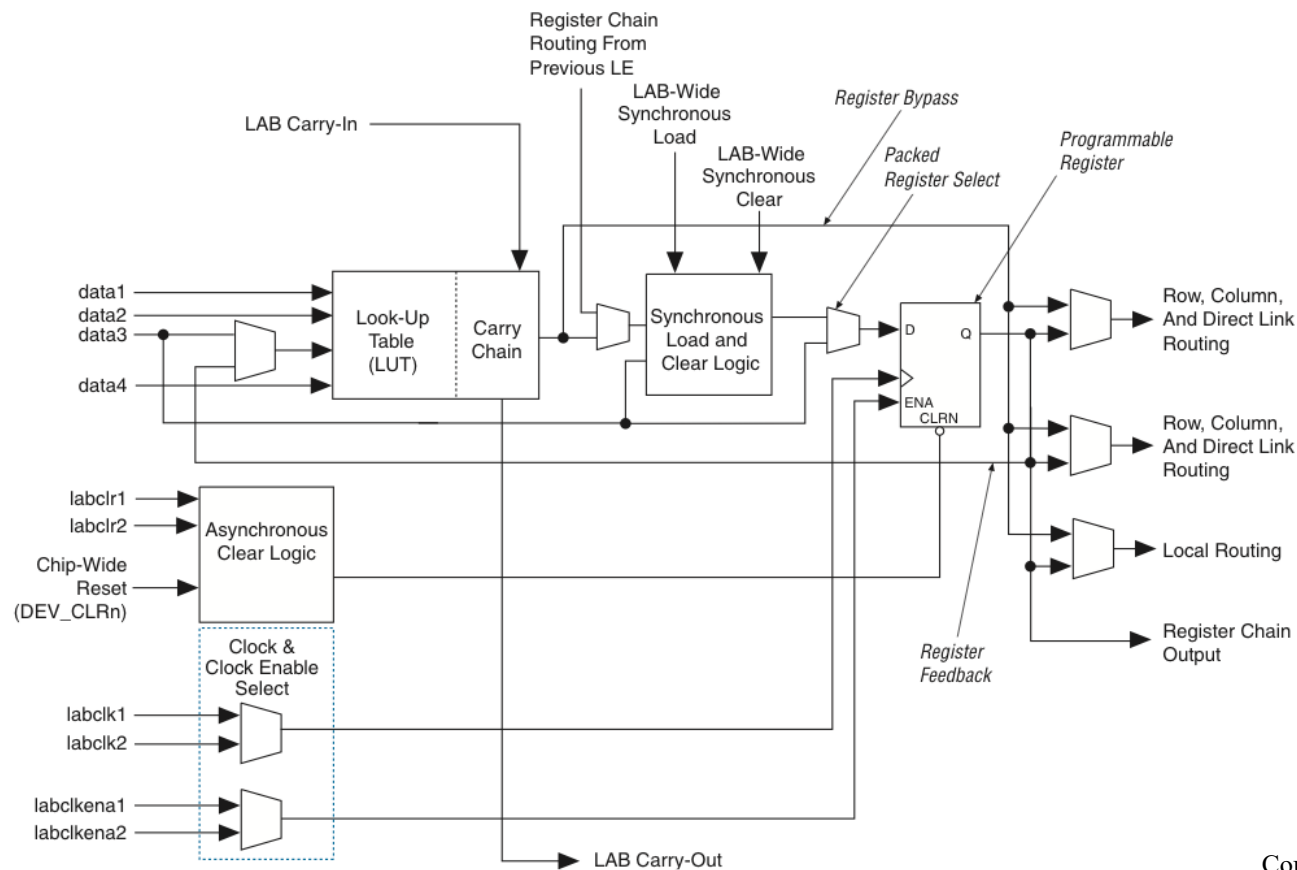 Register Chain
Routing From
Previous LE
LAB-Wide
Synchronous
Load
Register Bypass
LAB Carry-In
LAB-Wide
Synchronous
Clear
Packed
Register Select
Programmable
Register
data1
data2
data3
data4
Look-Up
Table
(LUT)
Carry
Chain
Synchronous
Load and
Clear Logic
D
Q
ENA
CLRN
Row, Column,
And Direct Link
Routing
Row, Column,
And Direct Link
Routing
labclr1
labclr2
Chip-Wide
Reset
(DEV_CLRn)
Asynchronous
Clear Logic
Local Routing
Register Chain
Output
Register
Feedback
Clock &
Clock Enable
Select
labclk1
labclk2
labclkena1
labclkena2
LAB Carry-Out